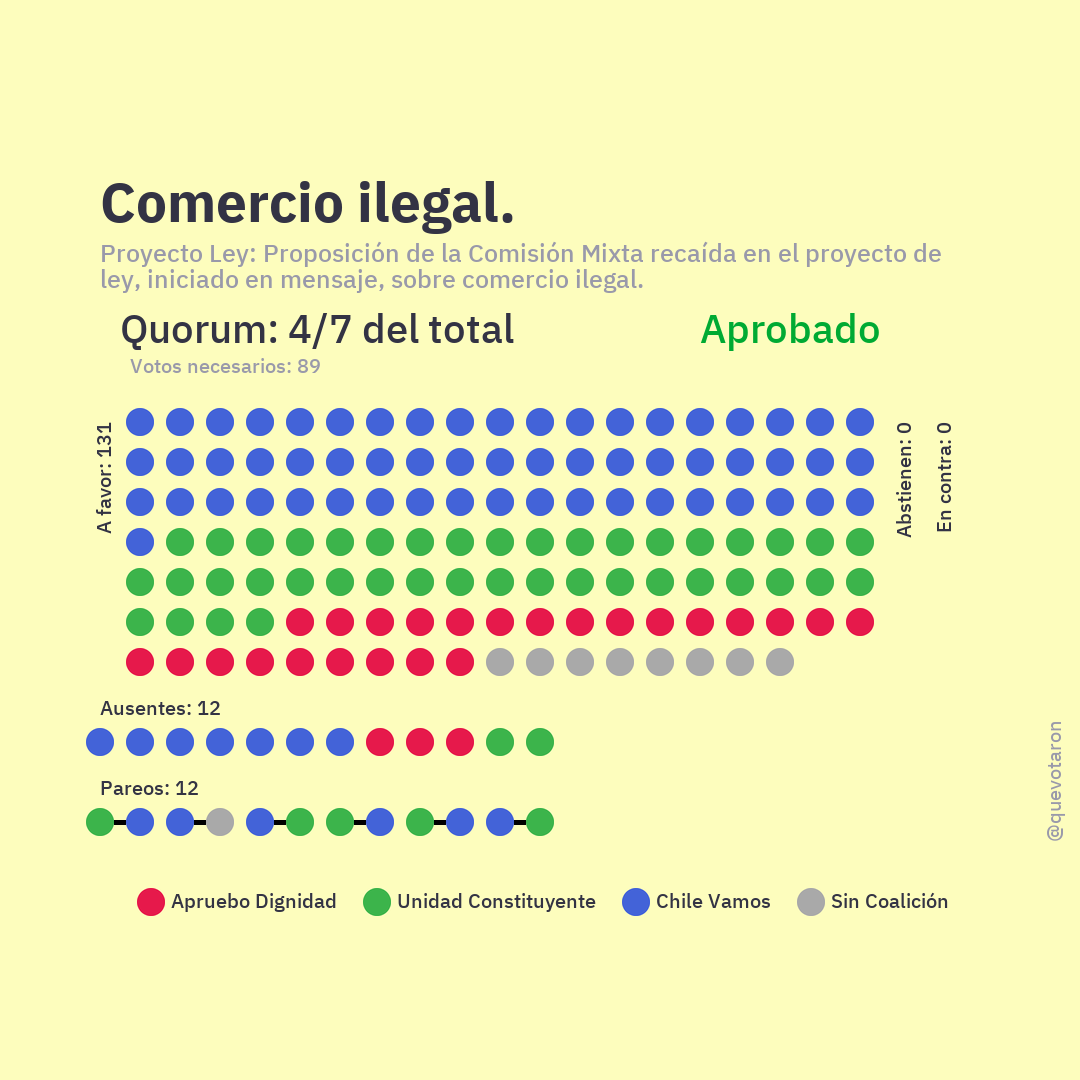 Comercio ilegal.
Proyecto Ley: Proposición de la Comisión Mixta recaída en el proyecto de
ley, iniciado en mensaje, sobre comercio ilegal.
Quorum: 4/7 del total
Aprobado
Votos necesarios: 89
A favor: 131
Abstienen: 0
En contra: 0
Ausentes: 12
Pareos: 12
@quevotaron
Apruebo Dignidad
Unidad Constituyente
Chile Vamos
Sin Coalición